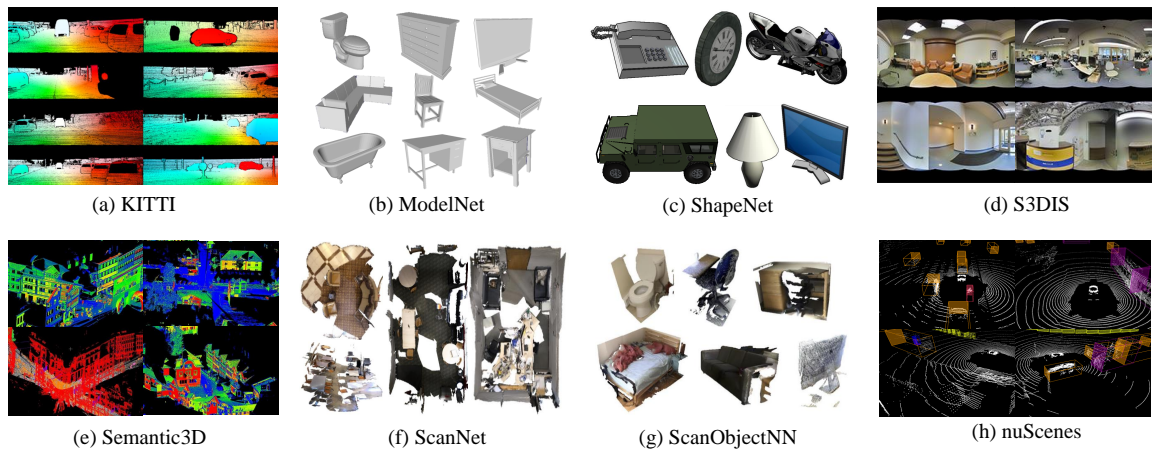 (a) KITTI
(b) ModelNet
(c) ShapeNet
(d) S3DIS
(e) Semantic3D
(f) ScanNet
(g) ScanObjectNN
(h) nuScenes